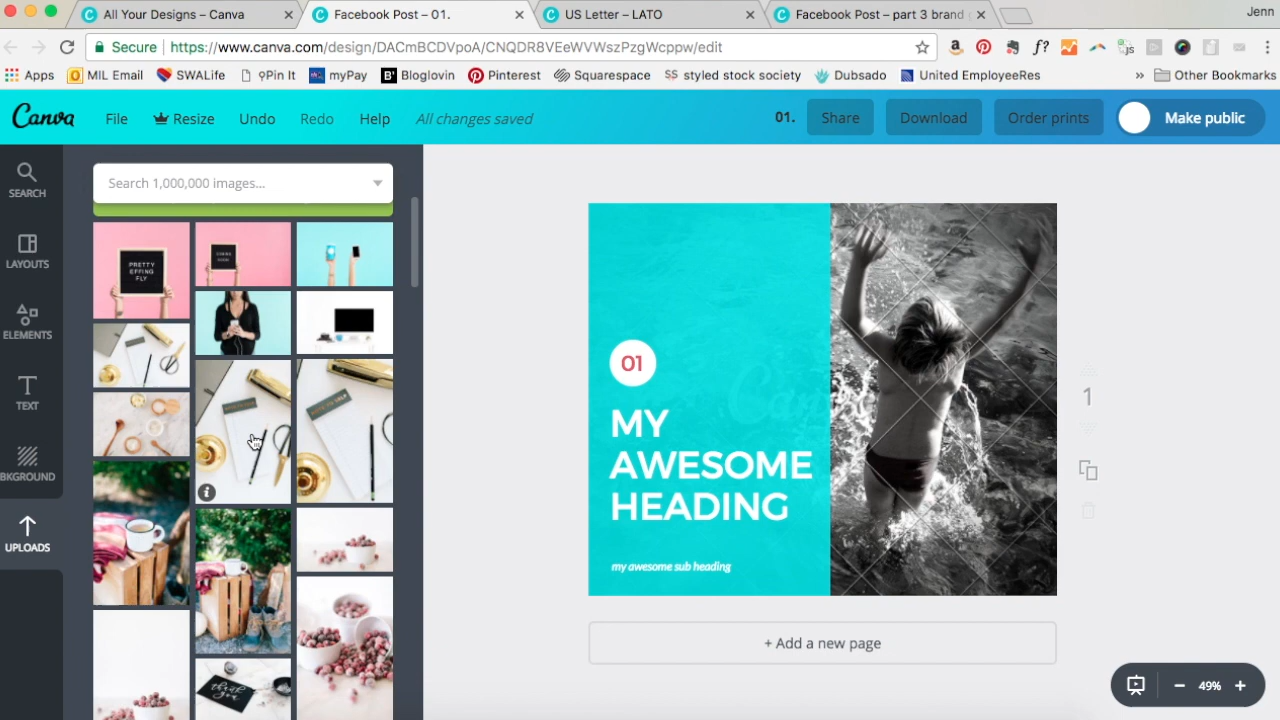 All Your Designs – Canva
Facebook Post – 01.
US Letter – LATO
Facebook Post – part 3 brand
Jenn
Secure
https://www.canva.com/design/DACmBCDVpoA/CNQDR8VEeWVWszPzgWcppw/edit
Apps
MIL Email
SWALife
Pin It
myPay
Bloglovin
Pinterest
Squarespace
SS styled stock society
Dubsado
United EmployeeRes
»
Other Bookmarks
Canva
File
Resize
Undo
Redo
Help
All changes saved
01.
Share
Download
Order prints
Make public
SEARCH
LAYOUTS
ELEMENTS
TEXT
BKGROUND
UPLOADS
Search 1,000,000 images...
PRETTY
EFFING
FLY
thank
you
01
MY
AWESOME
HEADING
my awesome sub heading
1
+ Add a new page
49%